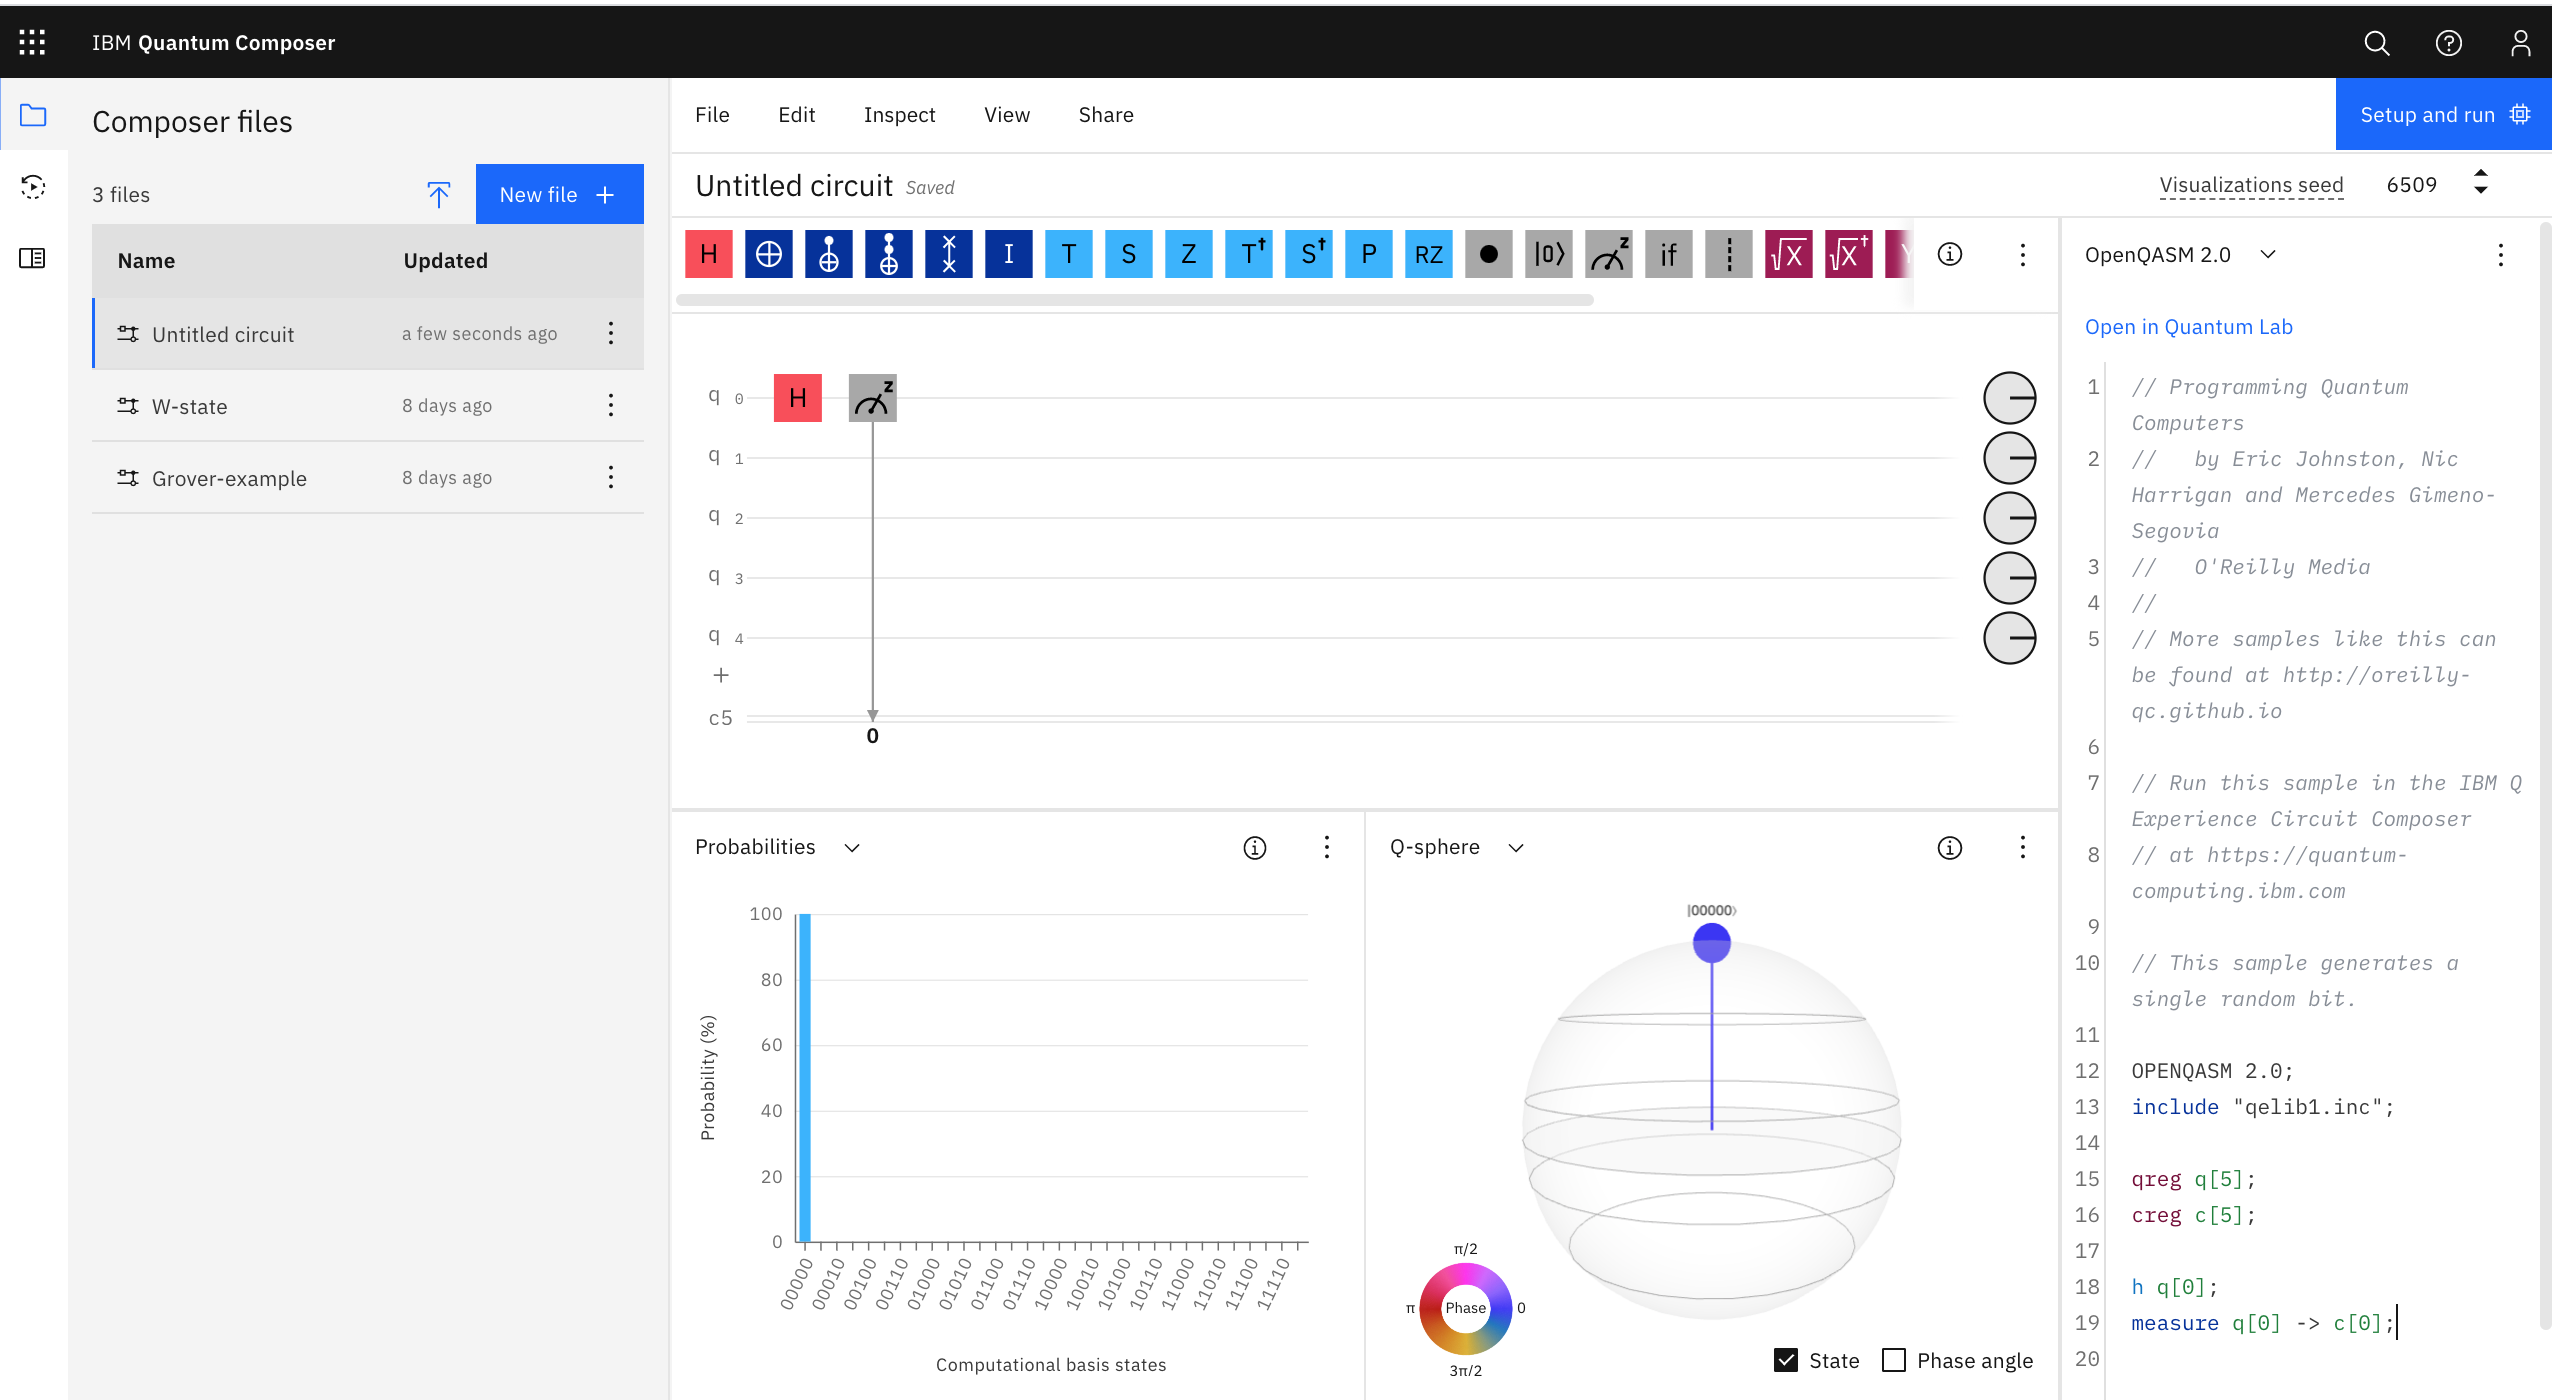 IBM Quantum Composer
Composer files
3 files
New file +
Name Updated
Untitled circuit a few seconds ago
W-state 8 days ago
Grover-example 8 days ago
File Edit Inspect View Share
Setup and run
Untitled circuit Saved
Visualizations seed 6509
H I T S Z T† S† P RZ |0⟩ z if √X √X† Y
q 0 H z
q 1
q 2
q 3
q 4
+
c5
0
Probabilities
100
80
60
40
20
0
Probability (%)
00000 00010 00100 00110 01000 01010 01100 01110 10000 10010 10100 10110 11000 11010 11100 11110
Computational basis states
Q-sphere
|00000⟩
π/2
π Phase 0
3π/2
State Phase angle
OpenQASM 2.0
Open in Quantum Lab
1 // Programming Quantum
Computers
2 //   by Eric Johnston, Nic
Harrigan and Mercedes Gimeno-
Segovia
3 //   O'Reilly Media
4 //
5 // More samples like this can
be found at http://oreilly-
qc.github.io
6
7 // Run this sample in the IBM Q
Experience Circuit Composer
8 // at https://quantum-
computing.ibm.com
9
10 // This sample generates a
single random bit.
11
12 OPENQASM 2.0;
13 include "qelib1.inc";
14
15 qreg q[5];
16 creg c[5];
17
18 h q[0];
19 measure q[0] -> c[0];
20